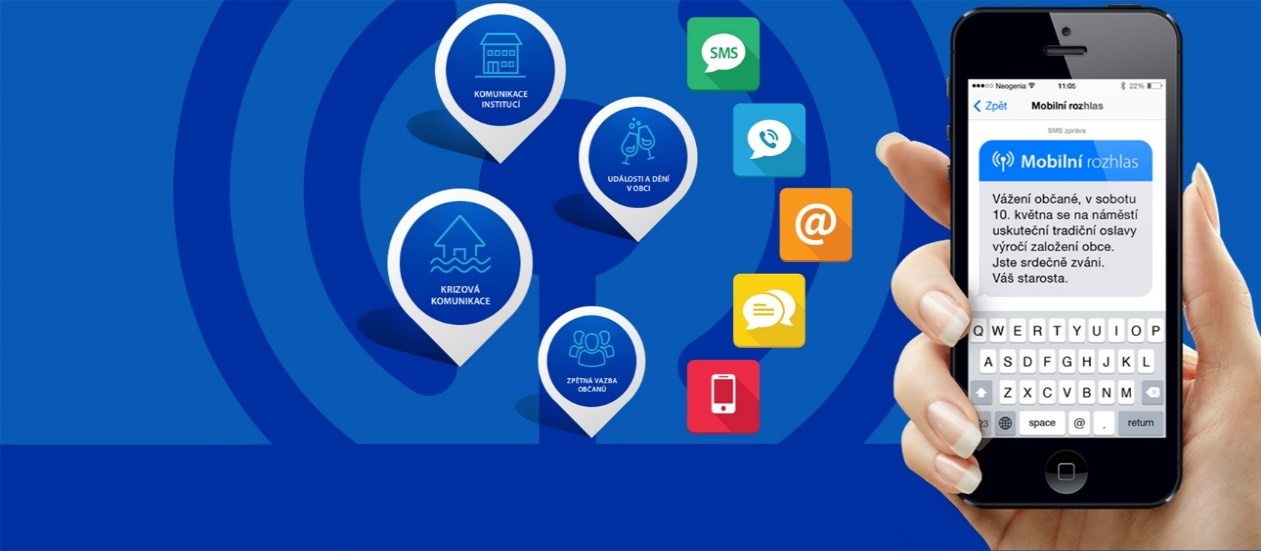 KOMUNIKACE
INSTITUCÍ
UDÁLOSTI A DĚNÍ
V OBCI
KRIZOVÁ
KOMUNIKACE
ZPĚTNÁ VAZBA
OBČANŮ
SMS
@
Neogenia 11:05 22%
Zpět Mobilní rozhlas
SMS zpráva
Mobilní rozhlas
Vážení občané, v sobotu
10. května se na náměstí
uskuteční tradiční oslavy
výročí založení obce.
Jste srdečně zváni.
Váš starosta.
Q W E R T Y U I O P
A S D F G H J K L
Z X C V B N M
23 space @ . return